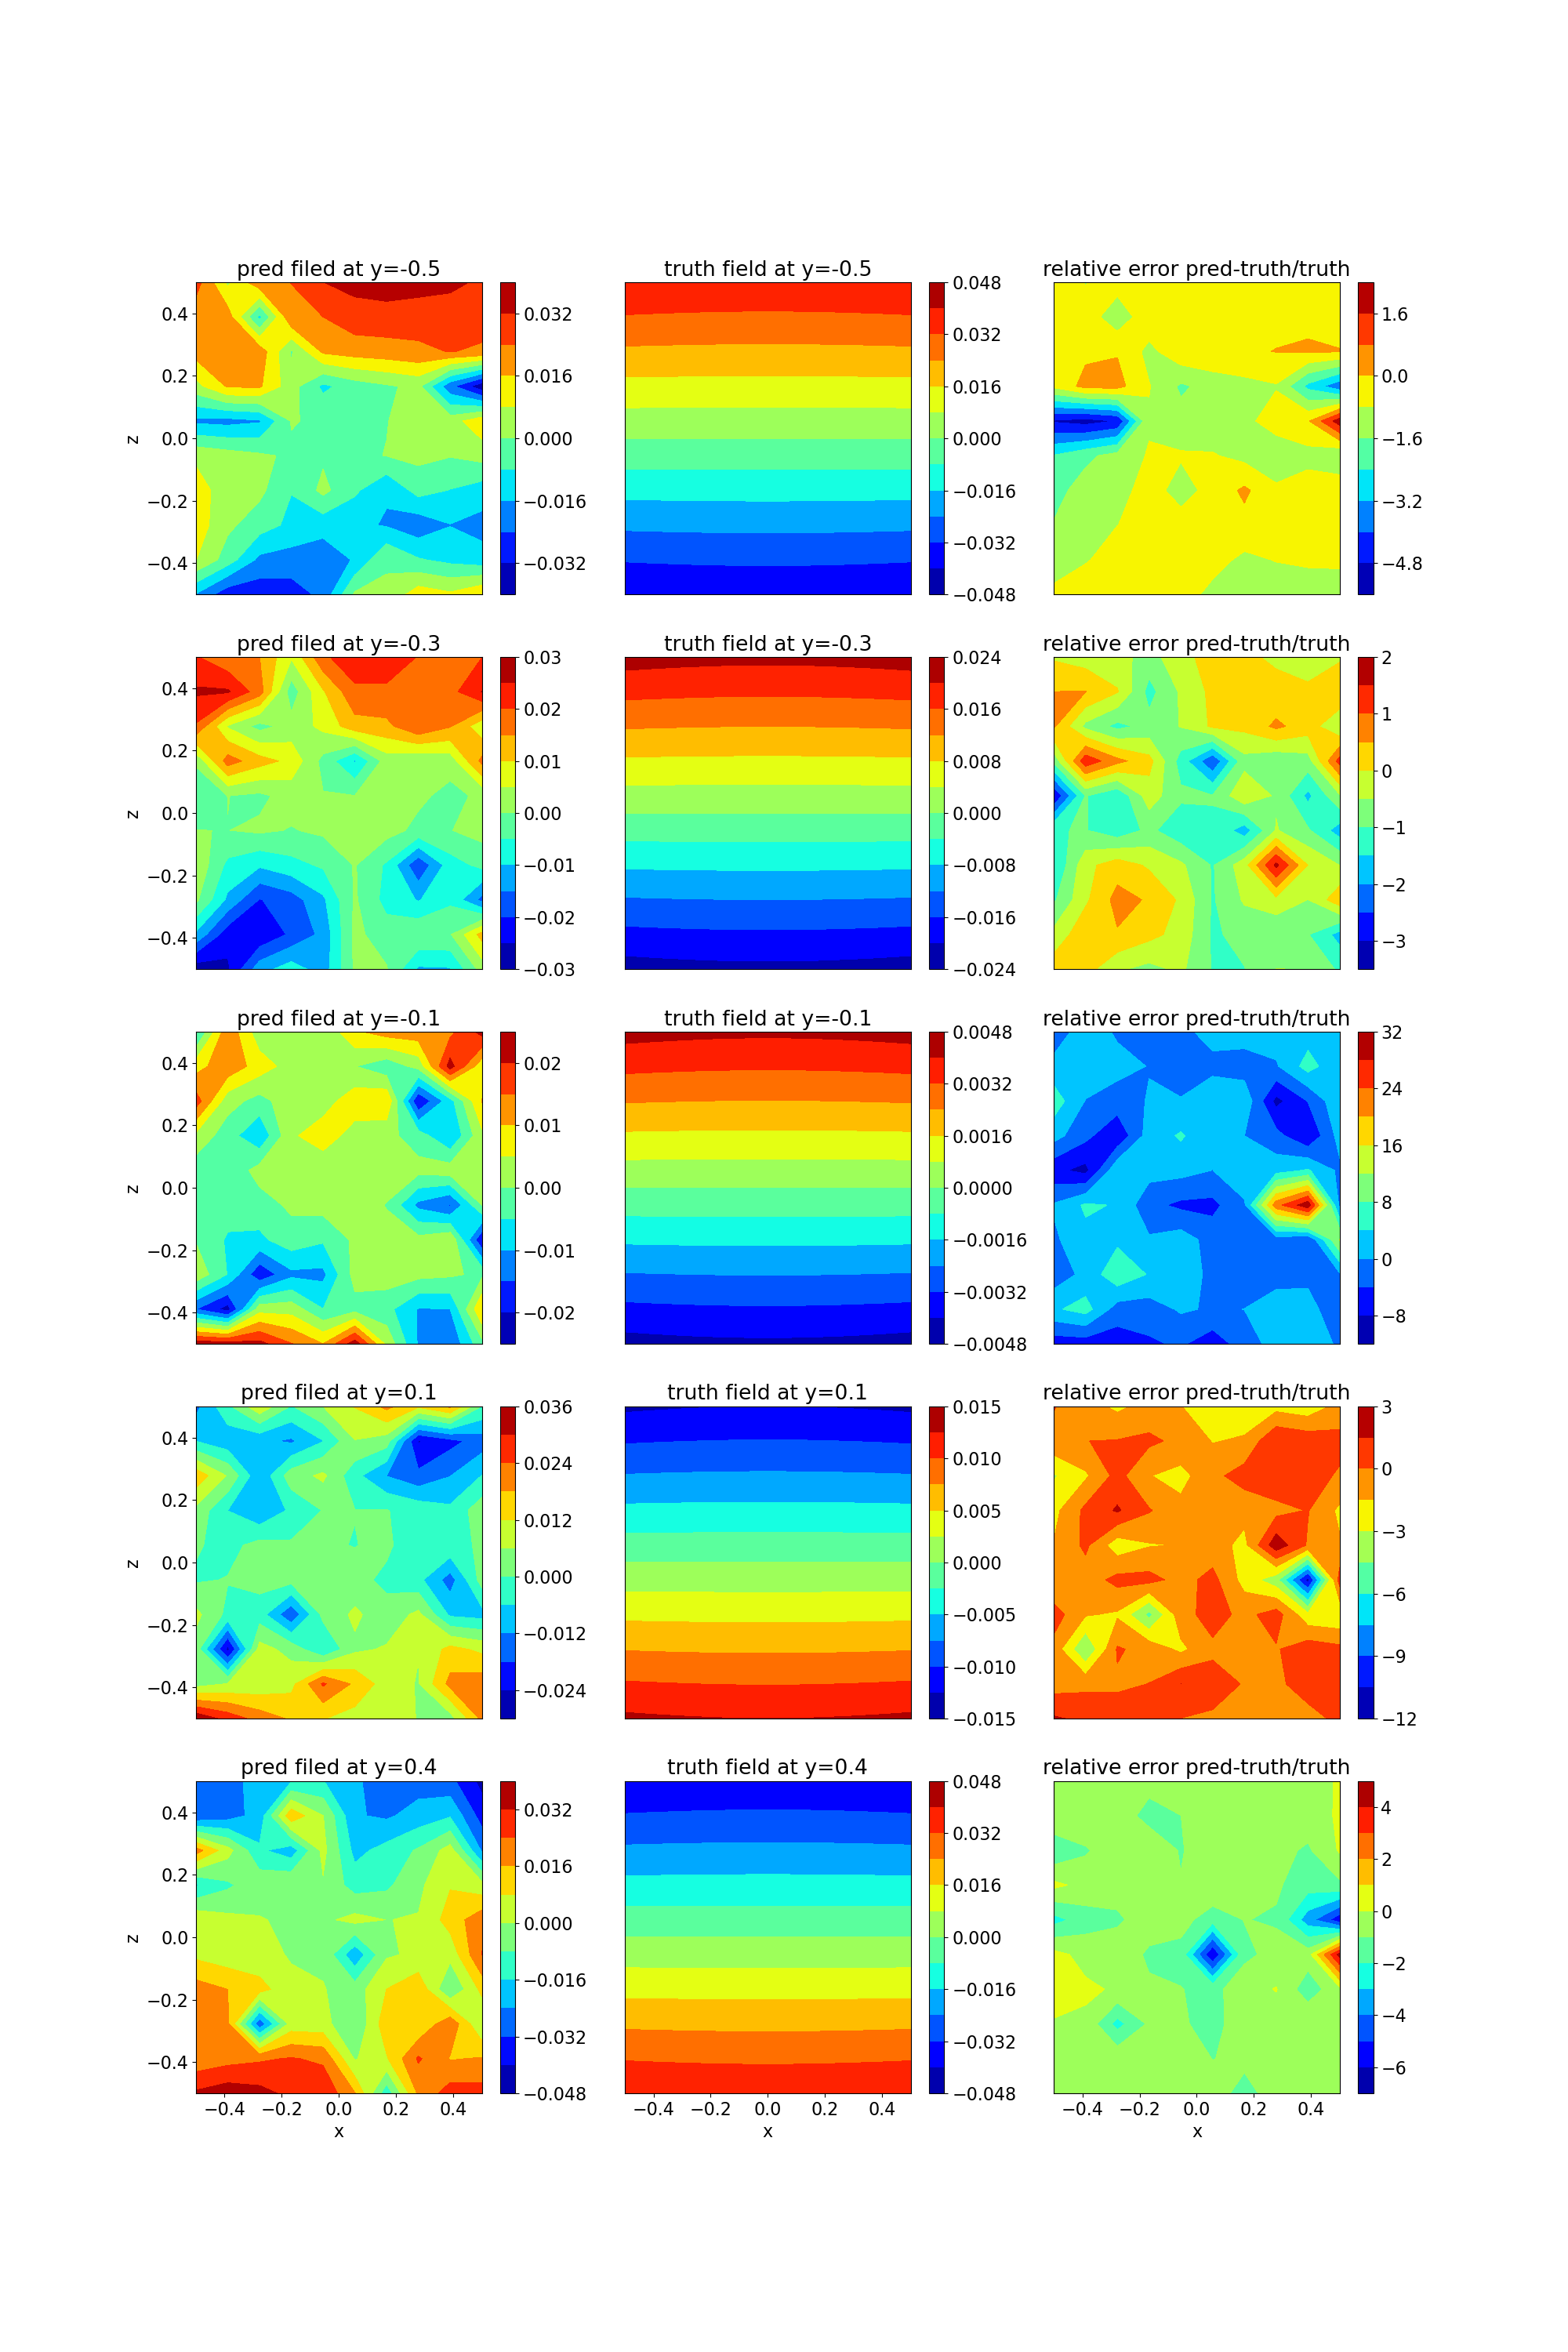 pred filed at y=-0.5 truth field at y=-0.5 relative error pred-truth/truth
z
0.4 0.2 0.0 −0.2 −0.4
0.032 0.016 0.000 −0.016 −0.032
0.048 0.032 0.016 0.000 −0.016 −0.032 −0.048
1.6 0.0 −1.6 −3.2 −4.8
pred filed at y=-0.3 truth field at y=-0.3 relative error pred-truth/truth
z
0.4 0.2 0.0 −0.2 −0.4
0.03 0.02 0.01 0.00 −0.01 −0.02 −0.03
0.024 0.016 0.008 0.000 −0.008 −0.016 −0.024
2 1 0 −1 −2 −3
pred filed at y=-0.1 truth field at y=-0.1 relative error pred-truth/truth
z
0.4 0.2 0.0 −0.2 −0.4
0.02 0.01 0.00 −0.01 −0.02
0.0048 0.0032 0.0016 0.0000 −0.0016 −0.0032 −0.0048
32 24 16 8 0 −8
pred filed at y=0.1 truth field at y=0.1 relative error pred-truth/truth
z
0.4 0.2 0.0 −0.2 −0.4
0.036 0.024 0.012 0.000 −0.012 −0.024
0.015 0.010 0.005 0.000 −0.005 −0.010 −0.015
3 0 −3 −6 −9 −12
pred filed at y=0.4 truth field at y=0.4 relative error pred-truth/truth
z
0.4 0.2 0.0 −0.2 −0.4
0.032 0.016 0.000 −0.016 −0.032 −0.048
0.048 0.032 0.016 0.000 −0.016 −0.032 −0.048
4 2 0 −2 −4 −6
−0.4 −0.2 0.0 0.2 0.4 −0.4 −0.2 0.0 0.2 0.4 −0.4 −0.2 0.0 0.2 0.4
x x x